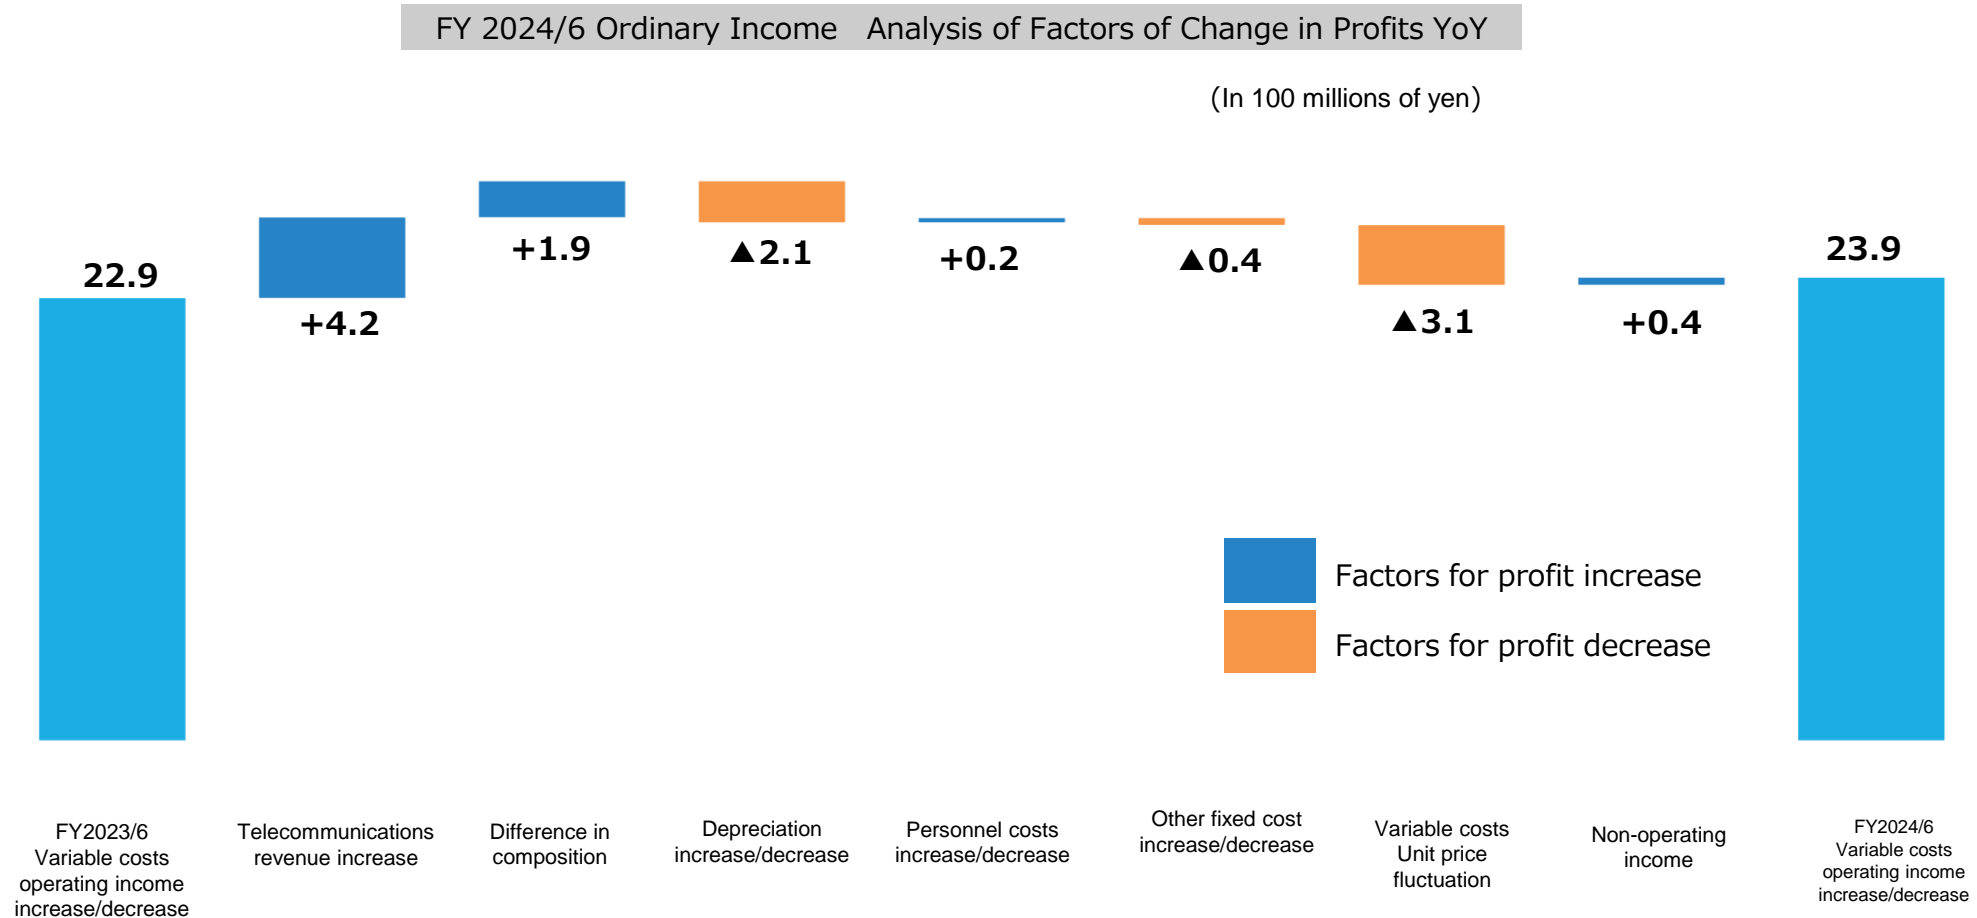 FY 2024/6 Ordinary Income Analysis of Factors of Change in Profits YoY
(In 100 millions of yen)
22.9
+4.2
+1.9
▲2.1
+0.2
▲0.4
▲3.1
+0.4
23.9
Factors for profit increase
Factors for profit decrease
FY2023/6
Variable costs
operating income
increase/decrease
Telecommunications
revenue increase
Difference in
composition
Depreciation
increase/decrease
Personnel costs
increase/decrease
Other fixed cost
increase/decrease
Variable costs
Unit price
fluctuation
Non-operating
income
FY2024/6
Variable costs
operating income
increase/decrease